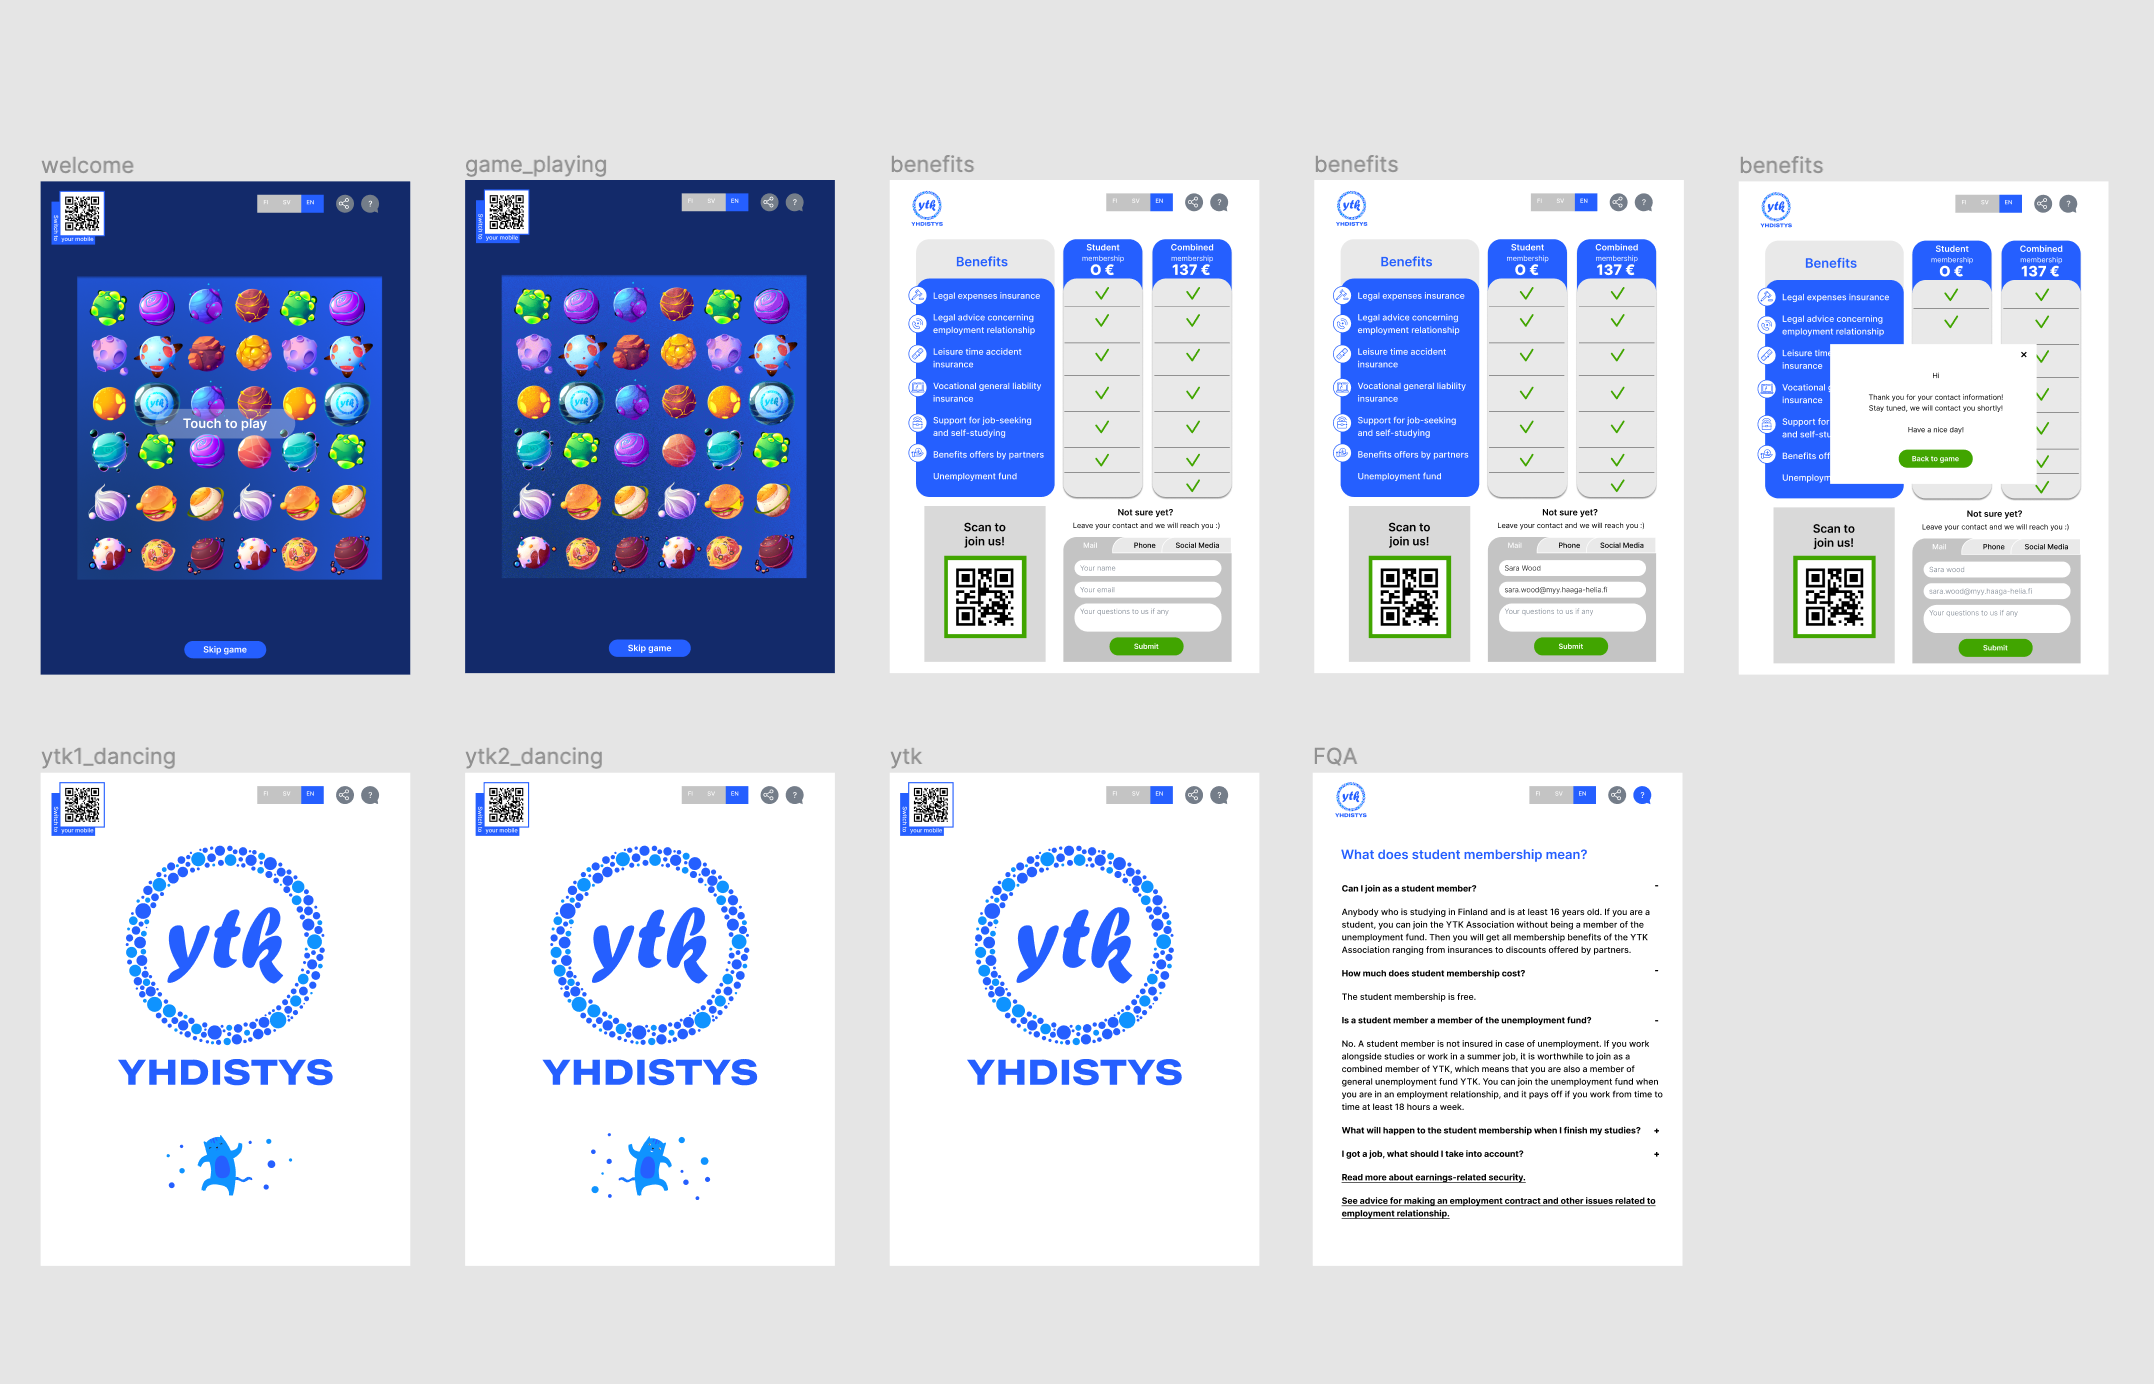 welcome
Switch to
your mobile
FI SV EN
?
Touch to play
ytk
ytk
Skip game
game_playing
Switch to
your mobile
FI SV EN
?
ytk
ytk
Skip game
benefits
ytk
YHDISTYS
FI SV EN
?
Benefits
Student
membership
0 €
Combined
membership
137 €
Legal expenses insurance
Legal advice concerning
employment relationship
Leisure time accident
insurance
Vocational general liability
insurance
Support for job-seeking
and self-studying
Benefits offers by partners
Unemployment fund
Scan to
join us!
Not sure yet?
Leave your contact and we will reach you :)
Mail Phone Social Media
Your name
Your email
Your questions to us if any
Submit
benefits
ytk
YHDISTYS
FI SV EN
?
Benefits
Student
membership
0 €
Combined
membership
137 €
Legal expenses insurance
Legal advice concerning
employment relationship
Leisure time accident
insurance
Vocational general liability
insurance
Support for job-seeking
and self-studying
Benefits offers by partners
Unemployment fund
Scan to
join us!
Not sure yet?
Leave your contact and we will reach you :)
Mail Phone Social Media
Sara Wood
sara.wood@myy.haaga-helia.fi
Your questions to us if any
Submit
benefits
ytk
YHDISTYS
FI SV EN
?
Benefits
Student
membership
0 €
Combined
membership
137 €
Legal expenses insurance
Legal advice concerning
employment relationship
Leisure time
insurance
Vocational g
insurance
Support for
and self-stu
Benefits off
Unemploym
×
Hi
Thank you for your contact information!
Stay tuned, we will contact you shortly!
Have a nice day!
Back to game
Scan to
join us!
Not sure yet?
Leave your contact and we will reach you :)
Mail Phone Social Media
Sara wood
sara.wood@myy.haaga-helia.fi
Your questions to us if any
Submit
ytk1_dancing
Switch to
your mobile
FI SV EN
?
ytk
YHDISTYS
ytk2_dancing
Switch to
your mobile
FI SV EN
?
ytk
YHDISTYS
ytk
Switch to
your mobile
FI SV EN
?
ytk
YHDISTYS
FQA
ytk
YHDISTYS
FI SV EN
?
What does student membership mean?
Can I join as a student member? -
Anybody who is studying in Finland and is at least 16 years old. If you are a
student, you can join the YTK Association without being a member of the
unemployment fund. Then you will get all membership benefits of the YTK
Association ranging from insurances to discounts offered by partners.
How much does student membership cost? -
The student membership is free.
Is a student member a member of the unemployment fund? -
No. A student member is not insured in case of unemployment. If you work
alongside studies or work in a summer job, it is worthwhile to join as a
combined member of YTK, which means that you are also a member of
general unemployment fund YTK. You can join the unemployment fund when
you are in an employment relationship, and it pays off if you work from time to
time at least 18 hours a week.
What will happen to the student membership when I finish my studies? +
I got a job, what should I take into account? +
Read more about earnings-related security.
See advice for making an employment contract and other issues related to
employment relationship.